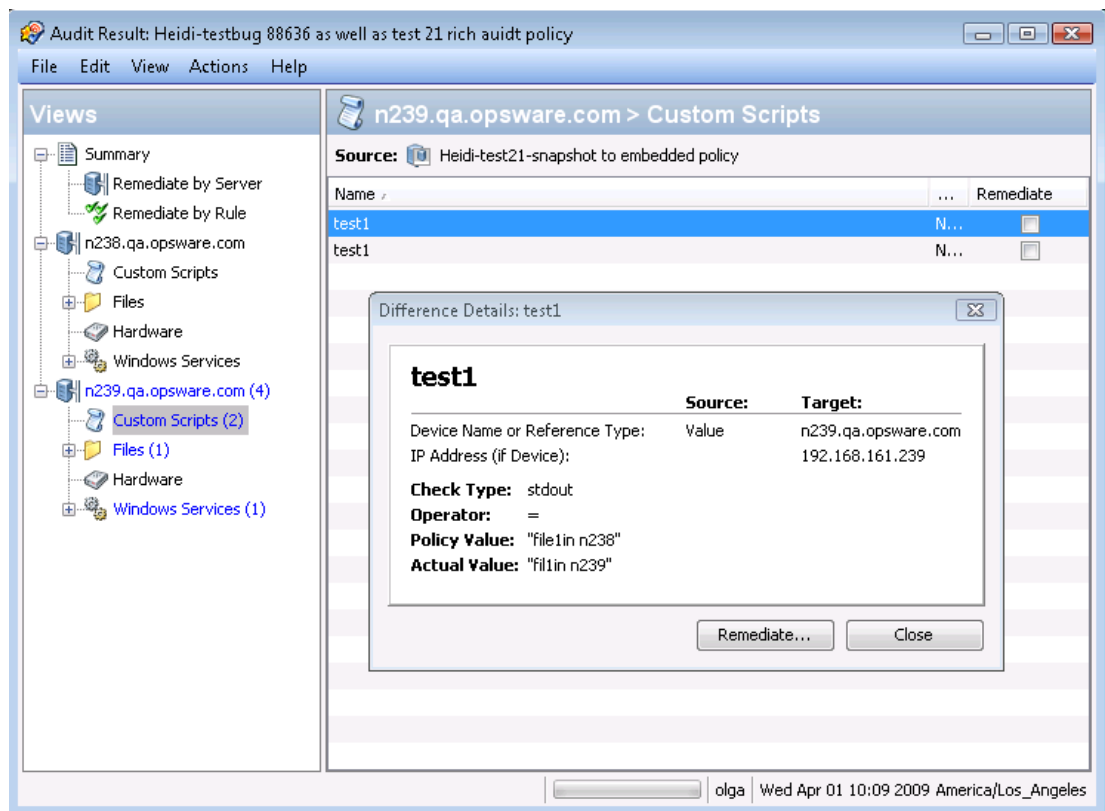 Audit Result: Heidi-testbug 88636 as well as test 21 rich auidt policy
File Edit View Actions Help
Views
Summary
Remediate by Server
Remediate by Rule
n238.qa.opsware.com
Custom Scripts
Files
Hardware
Windows Services
n239.qa.opsware.com (4)
Custom Scripts (2)
Files (1)
Hardware
Windows Services (1)
n239.qa.opsware.com > Custom Scripts
Source: Heidi-test21-snapshot to embedded policy
Name ... Remediate
test1 N...
test1 N...
Difference Details: test1
test1
Source: Target:
Device Name or Reference Type: Value n239.qa.opsware.com
IP Address (if Device): 192.168.161.239
Check Type: stdout
Operator: =
Policy Value: "file1in n238"
Actual Value: "fil1in n239"
Remediate... Close
olga Wed Apr 01 10:09 2009 America/Los_Angeles